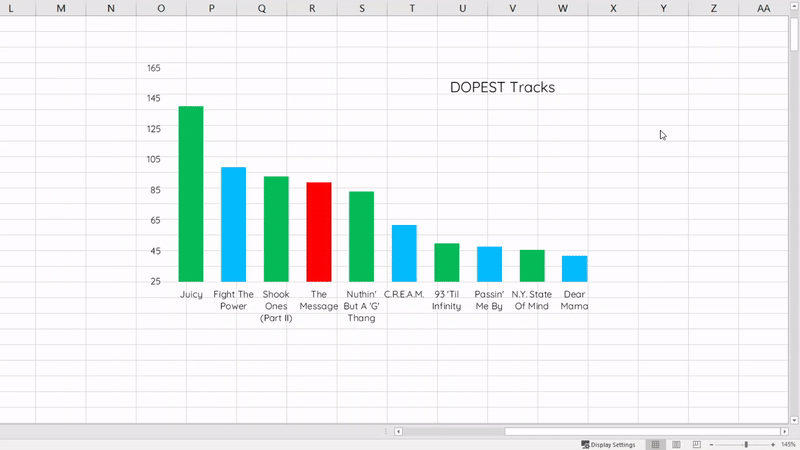 L M N O P Q R S T U V W X Y Z AA
DOPEST Tracks
165
145
125
105
85
65
45
25
Juicy
Fight The
Power
Shook
Ones
(Part II)
The
Message
Nuthin'
But A 'G'
Thang
C.R.E.A.M.
93 'Til
Infinity
Passin'
Me By
N.Y. State
Of Mind
Dear
Mama
Display Settings
145%